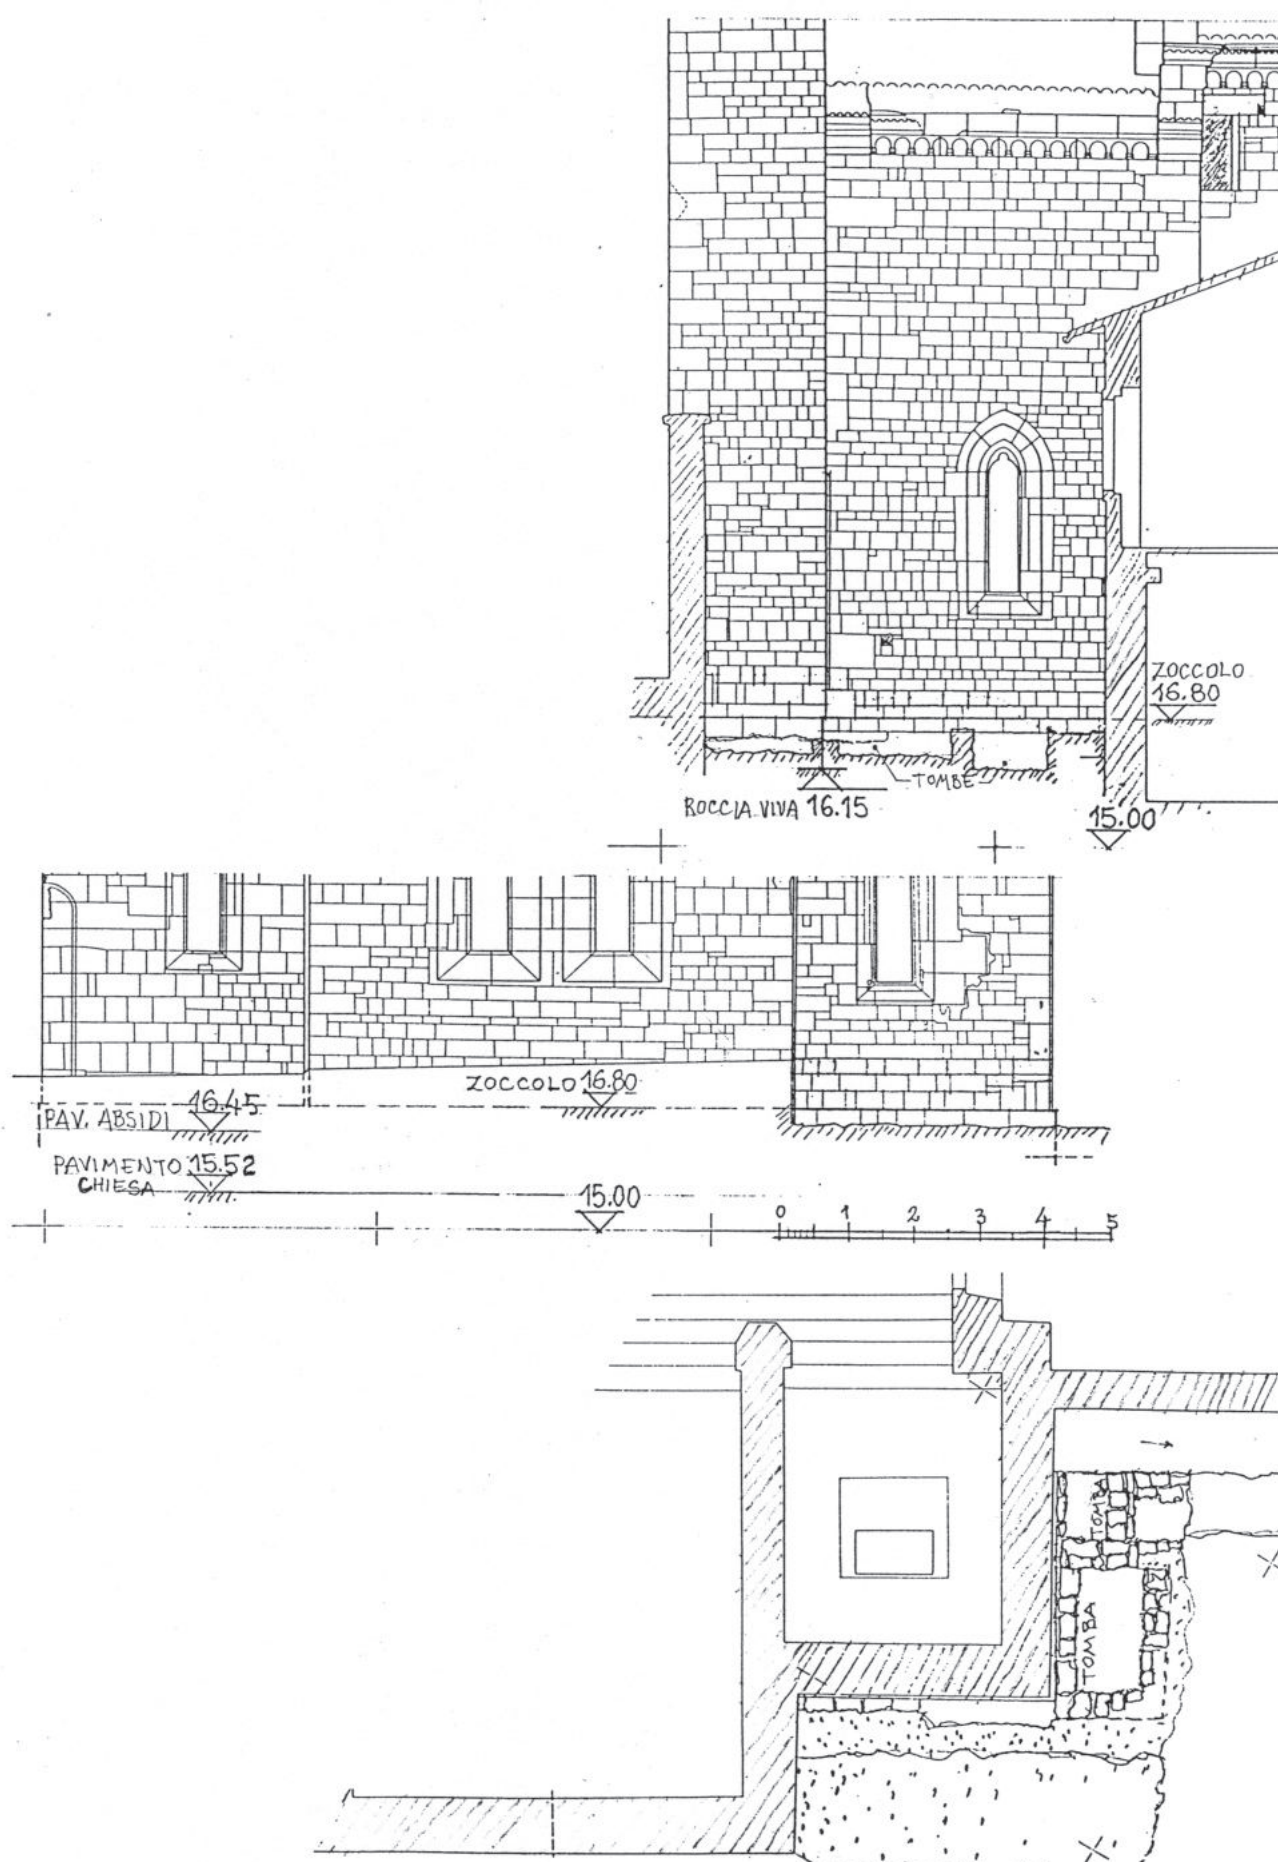 ZOCCOLO
16.80
TOMBE
ROCCIA VIVA 16.15
15.00
ZOCCOLO 16.80
16.45
PAV. ABSIDI
PAVIMENTO 15.52
CHIESA
15.00
0 1 2 3 4 5
TOMBA
TOMBA